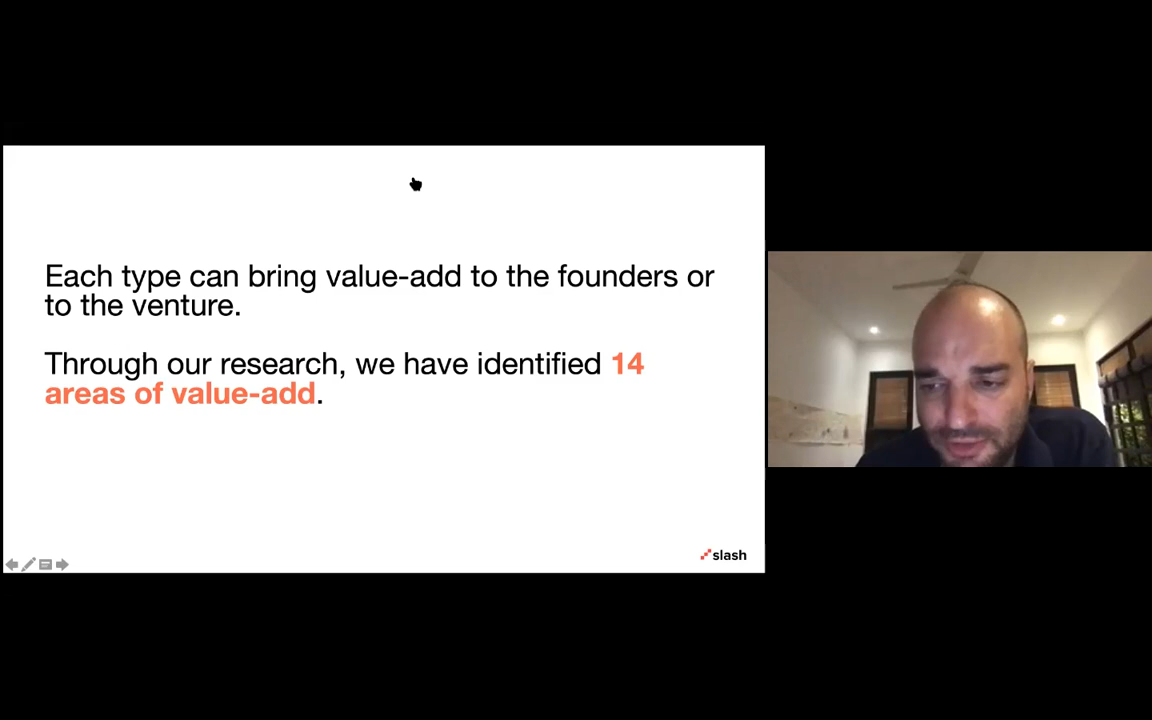 Each type can bring value-add to the founders or
to the venture.
Through our research, we have identified 14
areas of value-add.
slash